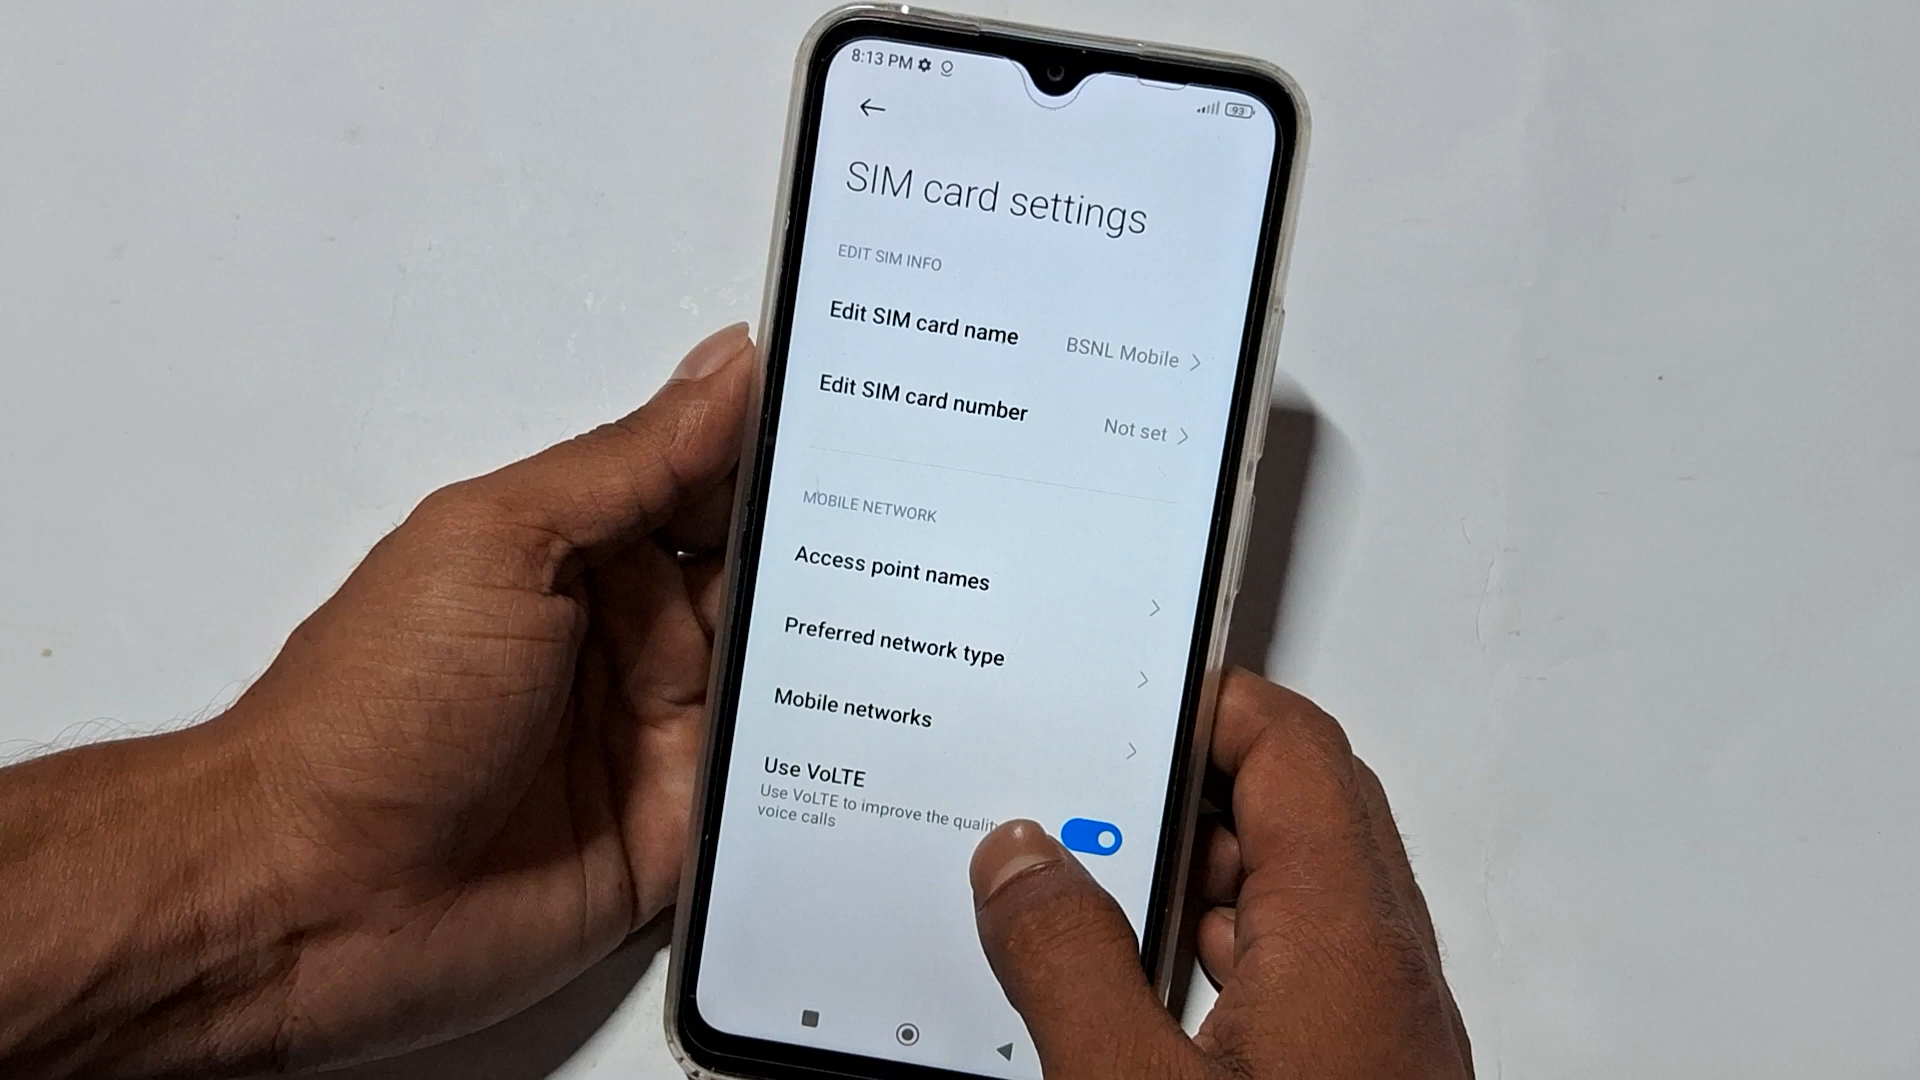 8:13 PM
93
SIM card settings
EDIT SIM INFO
Edit SIM card name
BSNL Mobile
Edit SIM card number
Not set
MOBILE NETWORK
Access point names
Preferred network type
Mobile networks
Use VoLTE
Use VoLTE to improve the quality
voice calls